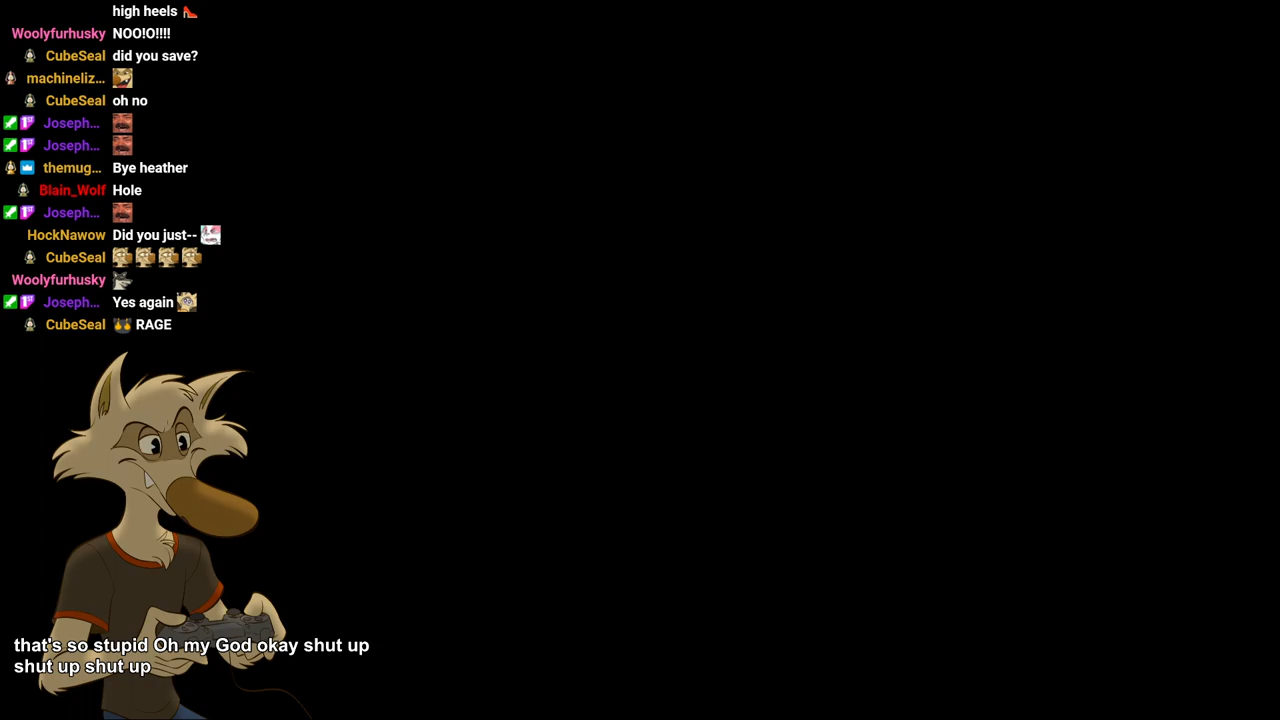 high heels 👠
Woolyfurhusky NOO!O!!!!
CubeSeal did you save?
machineliz...
CubeSeal oh no
Joseph...
Joseph...
themug... Bye heather
Blain_Wolf Hole
Joseph...
HockNawow Did you just--
CubeSeal
Woolyfurhusky
Joseph... Yes again
CubeSeal RAGE
that's so stupid Oh my God okay shut up
shut up shut up